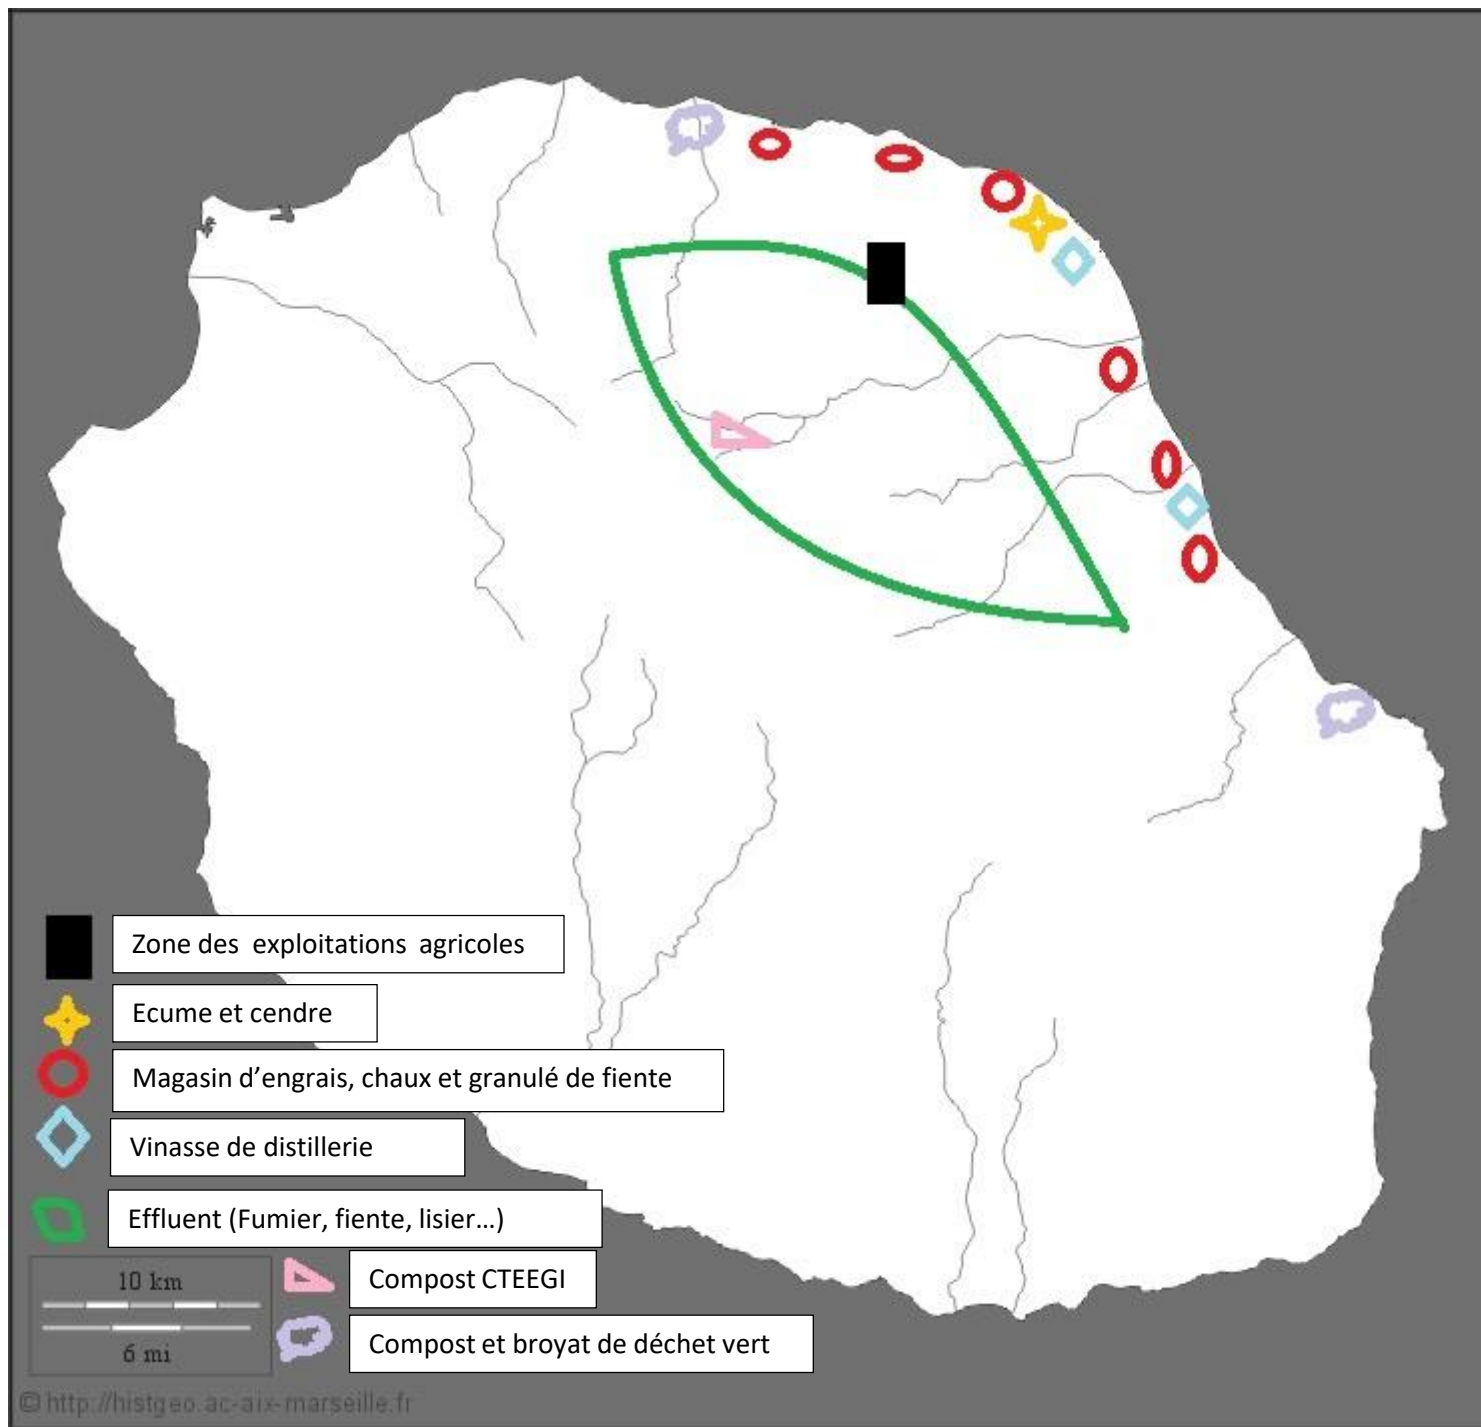 Zone des exploitations agricoles
Ecume et cendre
Magasin d’engrais, chaux et granulé de fiente
Vinasse de distillerie
Effluent (Fumier, fiente, lisier…)
Compost CTEEGI
Compost et broyat de déchet vert
10 km
6 mi
© http://histgeo.ac-aix-marseille.fr